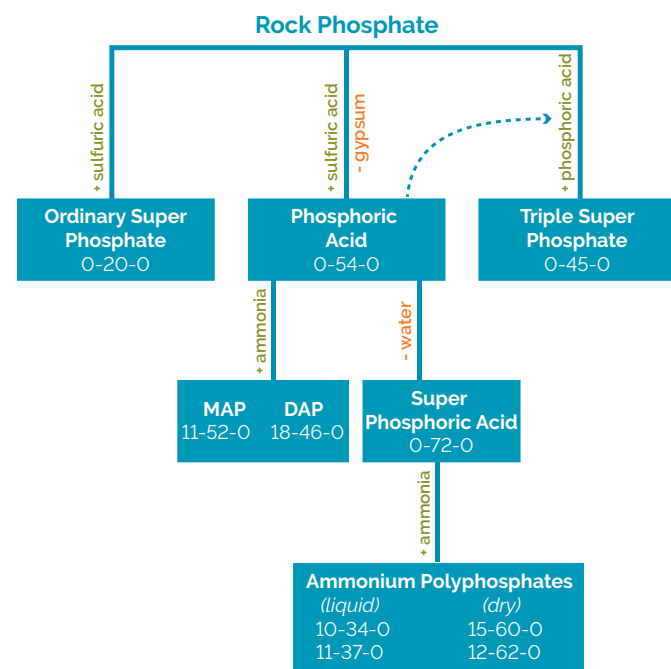 Rock Phosphate
+ sulfuric acid
+ sulfuric acid
- gypsum
+ phosphoric acid
Ordinary Super
Phosphate
0-20-0
Phosphoric
Acid
0-54-0
Triple Super
Phosphate
0-45-0
+ ammonia
- water
MAP
11-52-0
DAP
18-46-0
Super
Phosphoric Acid
0-72-0
+ ammonia
Ammonium Polyphosphates
(liquid)
10-34-0
11-37-0
(dry)
15-60-0
12-62-0